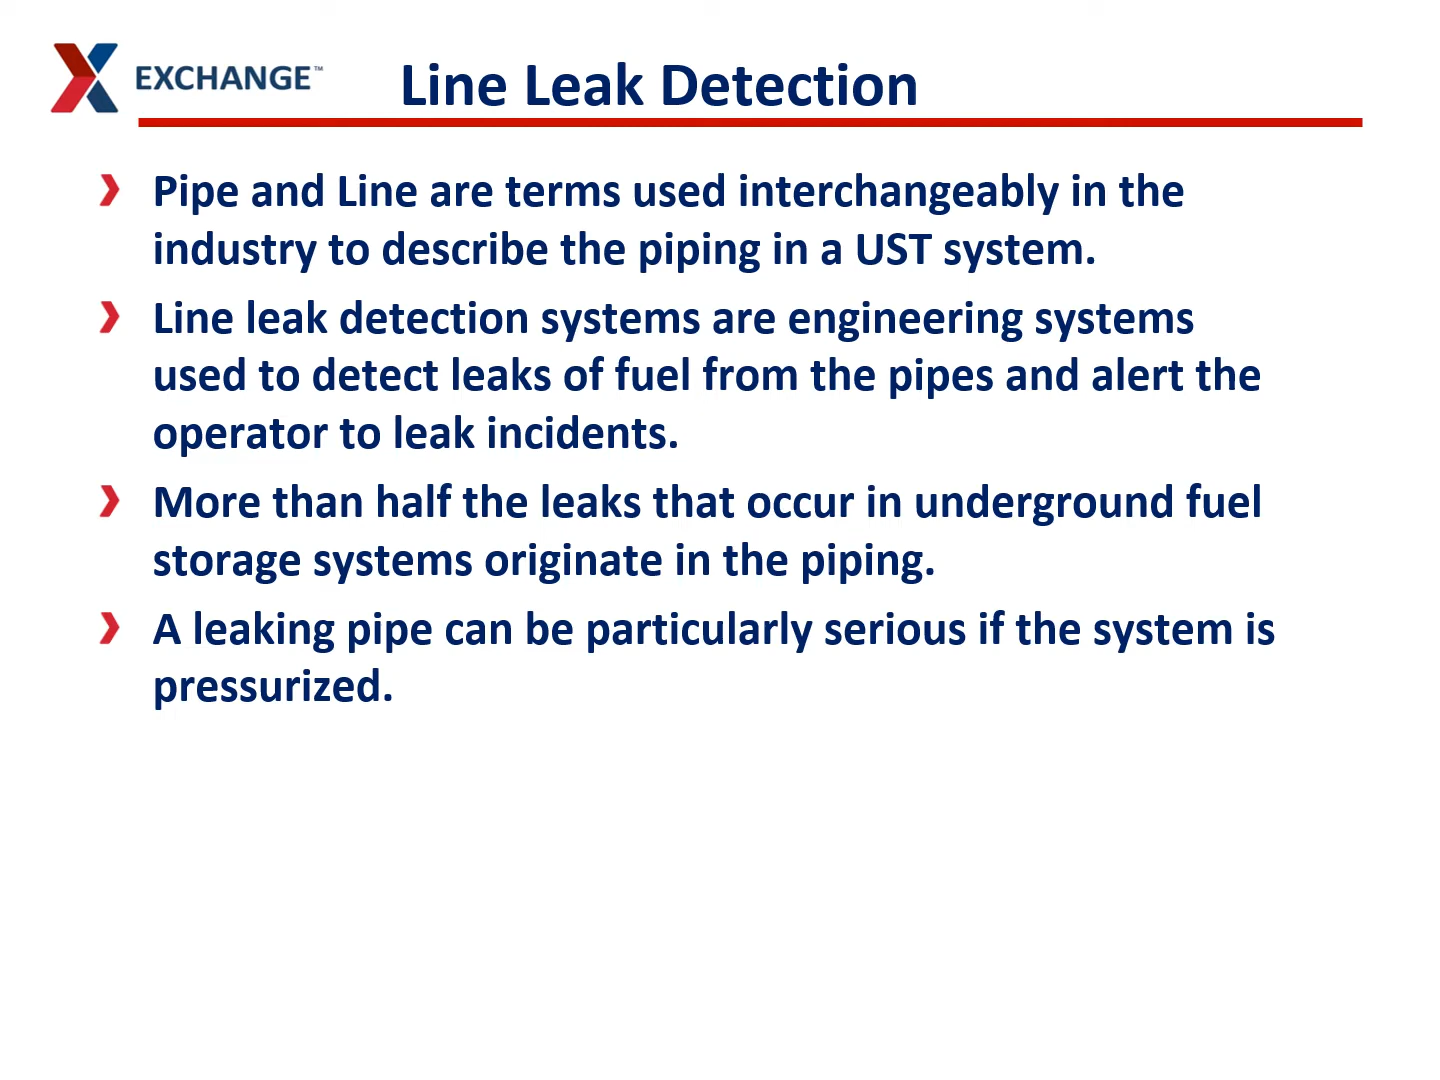 EXCHANGE™
Line Leak Detection
Pipe and Line are terms used interchangeably in the
industry to describe the piping in a UST system.
Line leak detection systems are engineering systems
used to detect leaks of fuel from the pipes and alert the
operator to leak incidents.
More than half the leaks that occur in underground fuel
storage systems originate in the piping.
A leaking pipe can be particularly serious if the system is
pressurized.